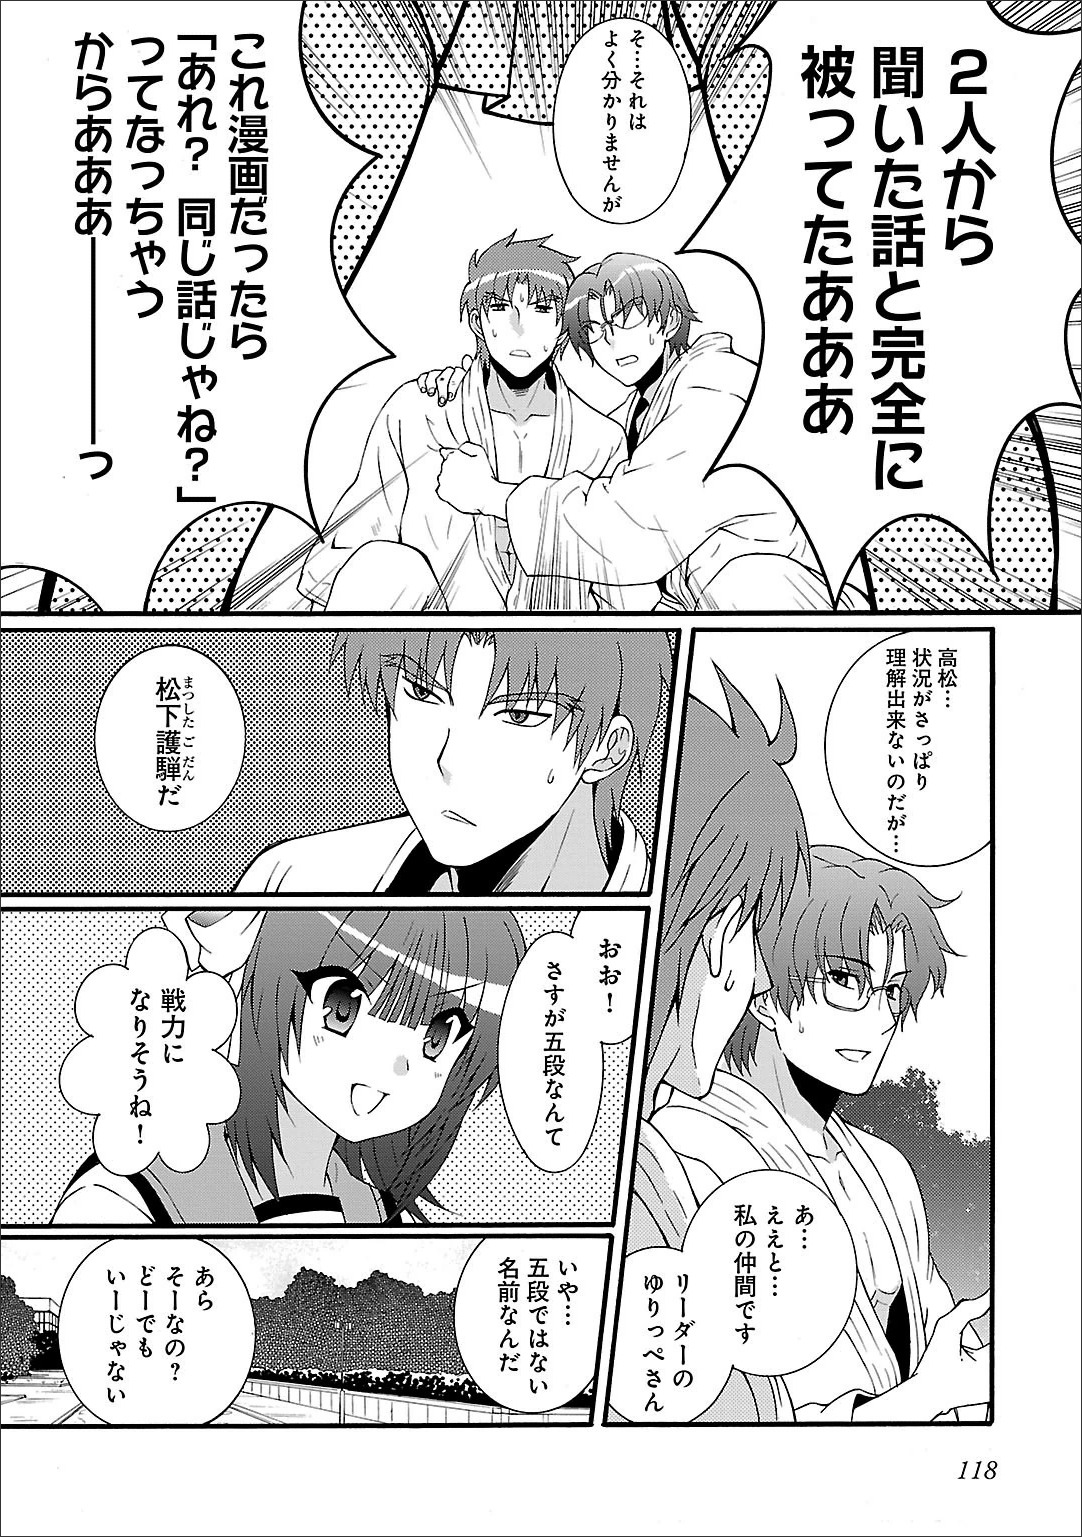 2人から
聞いた話と完全に
被ってたあああ
そ…それは
よく分かりませんが
これ漫画だったら
「あれ？ 同じ話じゃね？」
ってなっちゃう
からあああ――っ
高松…
状況がさっぱり
理解出来ないのだが…
あ…
ええと…
私の仲間です
リーダーの
ゆりっぺさん
松下護騨だ
まつした ご だん
おお！
さすが五段なんて
戦力に
なりそうね！
いや…
五段ではない
名前なんだ
あら
そーなの？
どーでも
いーじゃない
118